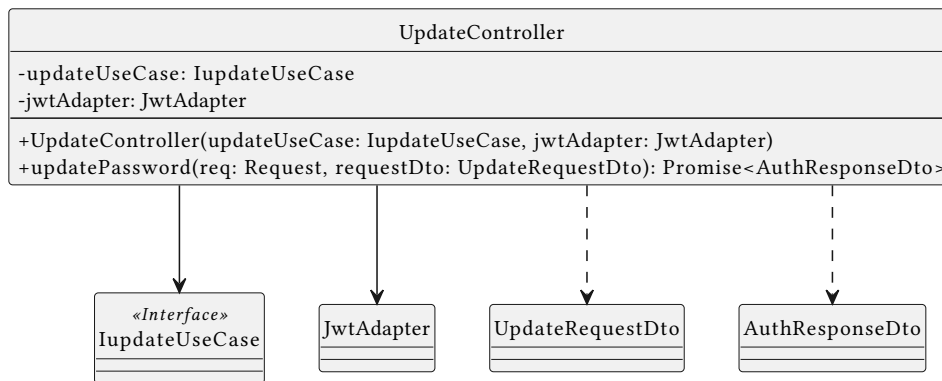 UpdateController
-updateUseCase: IupdateUseCase
-jwtAdapter: JwtAdapter
+UpdateController(updateUseCase: IupdateUseCase, jwtAdapter: JwtAdapter)
+updatePassword(req: Request, requestDto: UpdateRequestDto): Promise<AuthResponseDto>
«Interface»
IupdateUseCase
JwtAdapter
UpdateRequestDto
AuthResponseDto